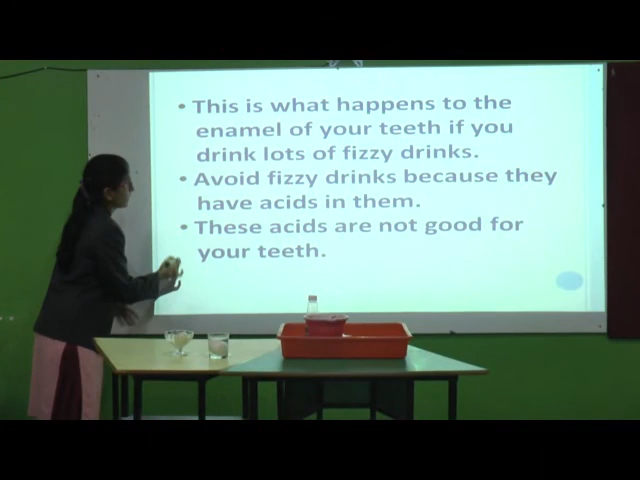 • This is what happens to the
enamel of your teeth if you
drink lots of fizzy drinks.
• Avoid fizzy drinks because they
have acids in them.
• These acids are not good for
your teeth.